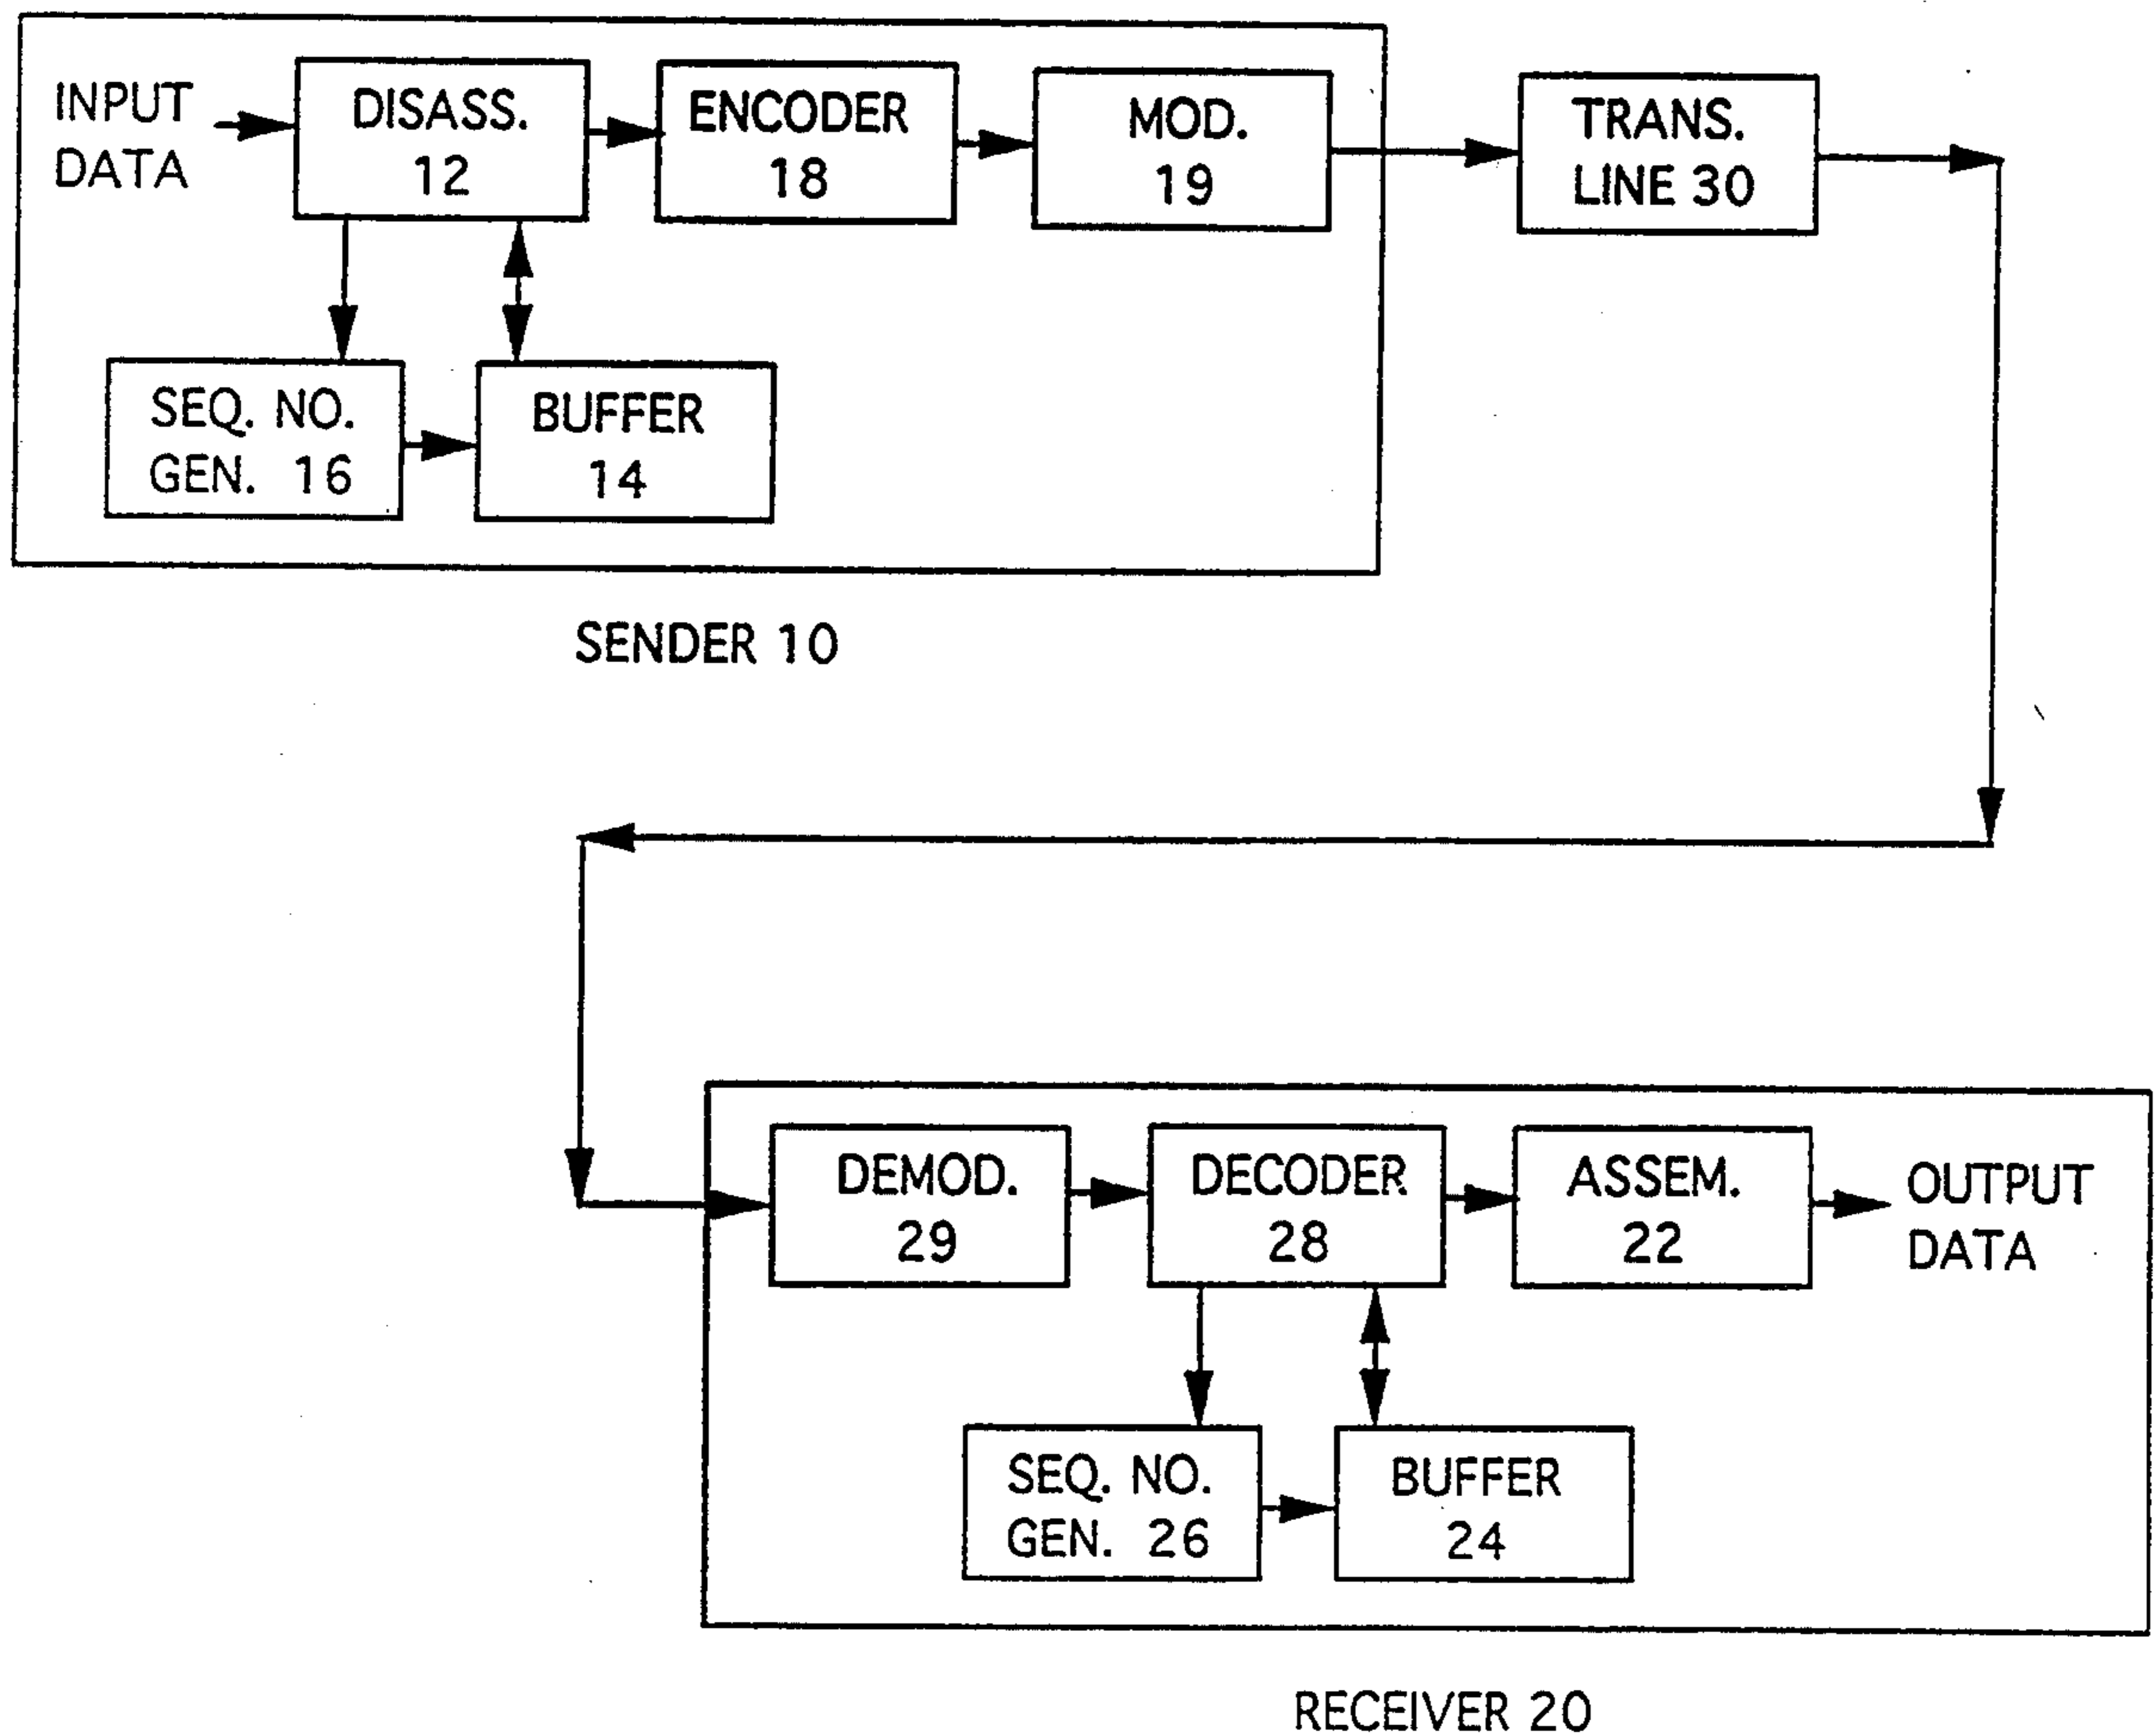 INPUT
DATA
DISASS.
12
ENCODER
18
MOD.
19
TRANS.
LINE 30
SEQ. NO.
GEN. 16
BUFFER
14
SENDER 10
DEMOD.
29
DECODER
28
ASSEM.
22
OUTPUT
DATA
SEQ. NO.
GEN. 26
BUFFER
24
RECEIVER 20